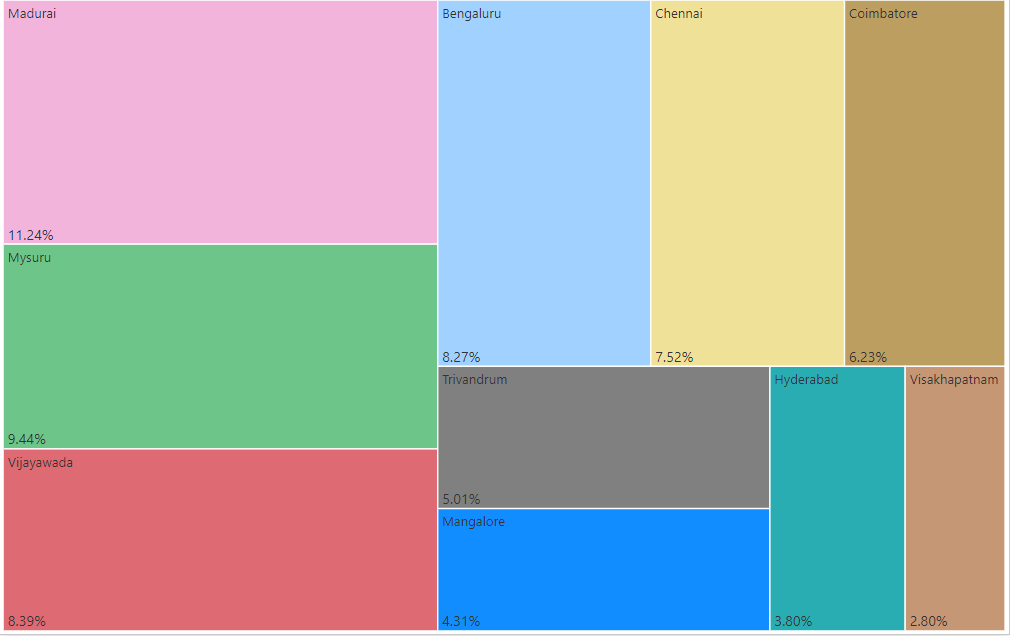 Madurai
11.24%
Mysuru
9.44%
Vijayawada
8.39%
Bengaluru
8.27%
Chennai
7.52%
Coimbatore
6.23%
Trivandrum
5.01%
Mangalore
4.31%
Hyderabad
3.80%
Visakhapatnam
2.80%